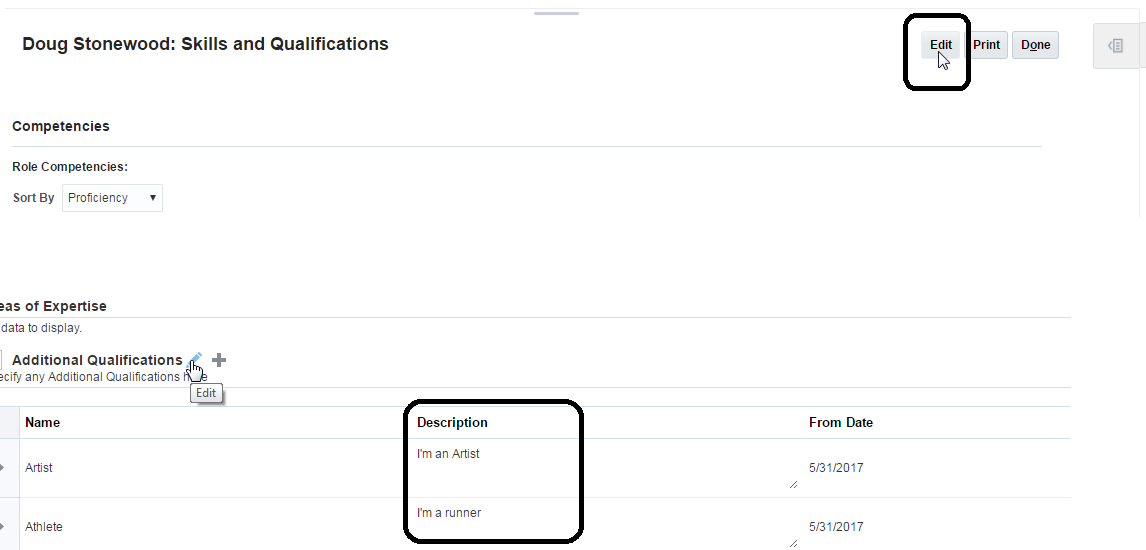 Doug Stonewood: Skills and Qualifications
Edit Print Done
Competencies
Role Competencies:
Sort By Proficiency
eas of Expertise
data to display.
Additional Qualifications
ecify any Additional Qualifications here
Edit
Name Description From Date
Artist I'm an Artist 5/31/2017
Athlete I'm a runner 5/31/2017